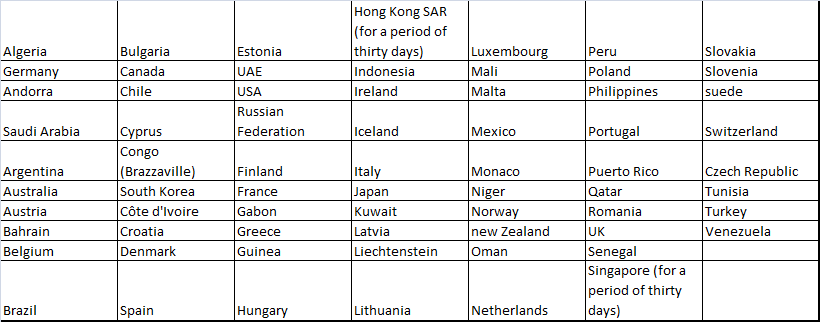 Hong Kong SAR
(for a period of
Algeria Bulgaria Estonia thirty days) Luxembourg Peru Slovakia
Germany Canada UAE Indonesia Mali Poland Slovenia
Andorra Chile USA Ireland Malta Philippines suede
Russian
Saudi Arabia Cyprus Federation Iceland Mexico Portugal Switzerland
Congo
Argentina (Brazzaville) Finland Italy Monaco Puerto Rico Czech Republic
Australia South Korea France Japan Niger Qatar Tunisia
Austria Côte d'Ivoire Gabon Kuwait Norway Romania Turkey
Bahrain Croatia Greece Latvia new Zealand UK Venezuela
Belgium Denmark Guinea Liechtenstein Oman Senegal
Singapore (for a
period of thirty
Brazil Spain Hungary Lithuania Netherlands days)